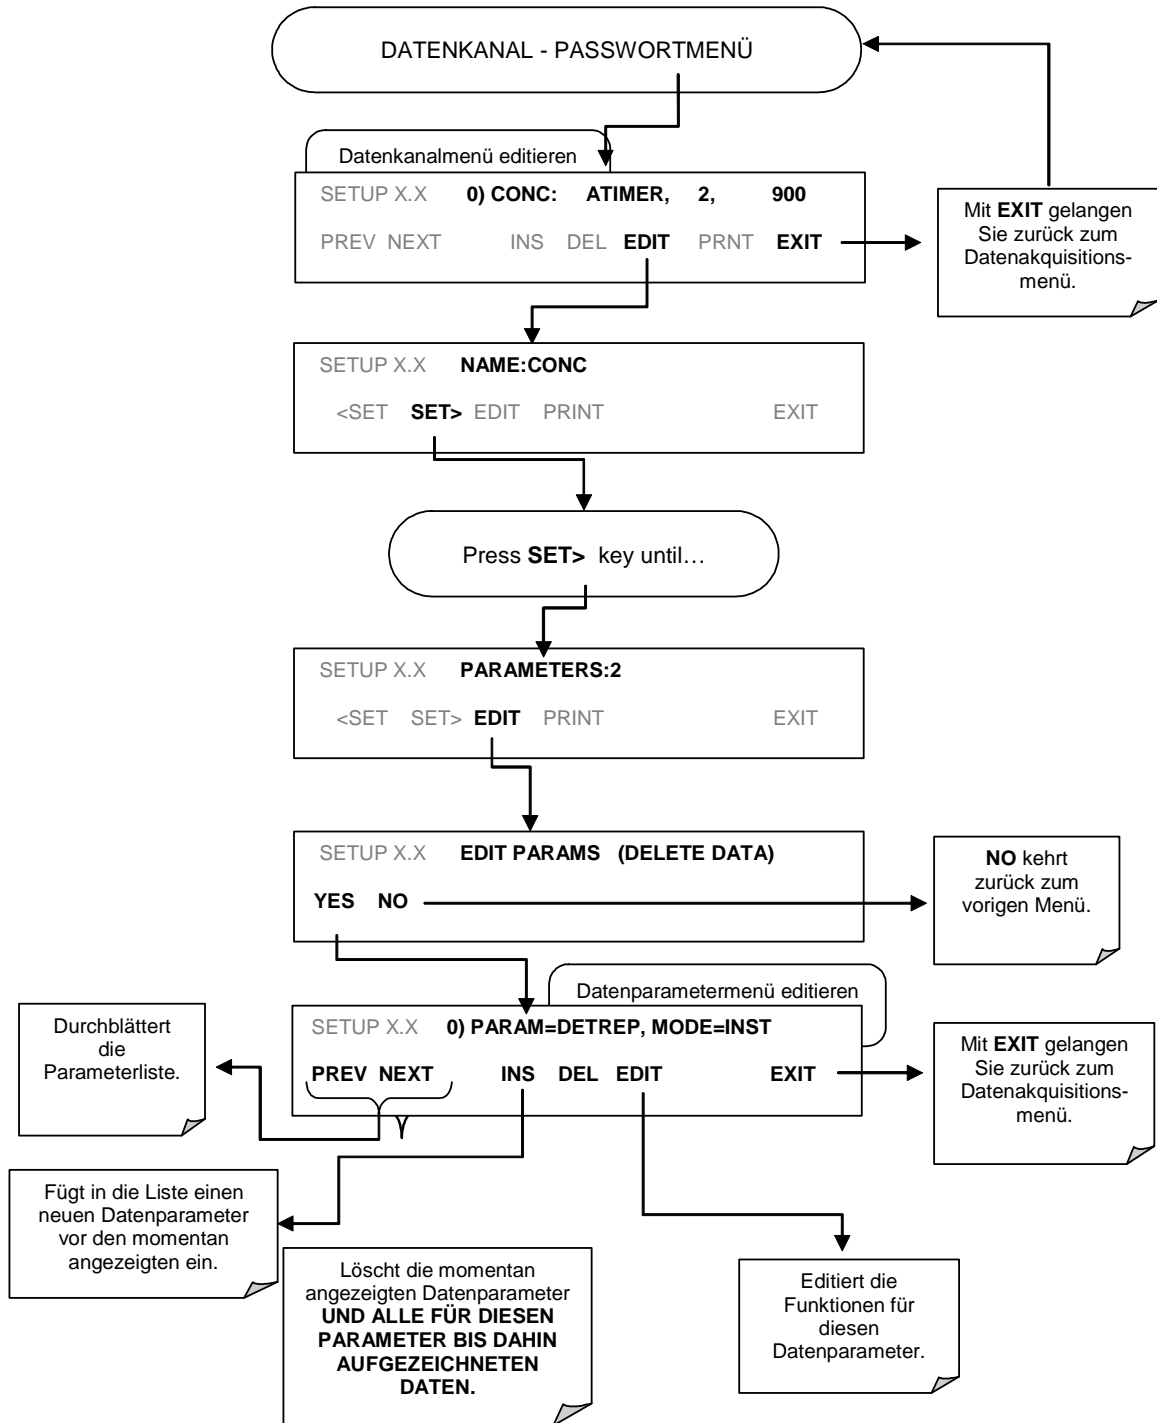 DATENKANAL - PASSWORTMENÜ
Datenkanalmenü editieren
SETUP X.X 0) CONC: ATIMER, 2, 900
PREV NEXT INS DEL EDIT PRNT EXIT
Mit EXIT gelangen
Sie zurück zum
Datenakquisitions-
menü.
SETUP X.X NAME:CONC
<SET SET> EDIT PRINT EXIT
Press SET> key until…
SETUP X.X PARAMETERS:2
<SET SET> EDIT PRINT EXIT
SETUP X.X EDIT PARAMS (DELETE DATA)
YES NO
NO kehrt
zurück zum
vorigen Menü.
Datenparametermenü editieren
SETUP X.X 0) PARAM=DETREP, MODE=INST
PREV NEXT INS DEL EDIT EXIT
Durchblättert
die
Parameterliste.
Mit EXIT gelangen
Sie zurück zum
Datenakquisitions-
menü.
Fügt in die Liste einen
neuen Datenparameter
vor den momentan
angezeigten ein.
Löscht die momentan
angezeigten Datenparameter
UND ALLE FÜR DIESEN
PARAMETER BIS DAHIN
AUFGEZEICHNETEN
DATEN.
Editiert die
Funktionen für
diesen
Datenparameter.